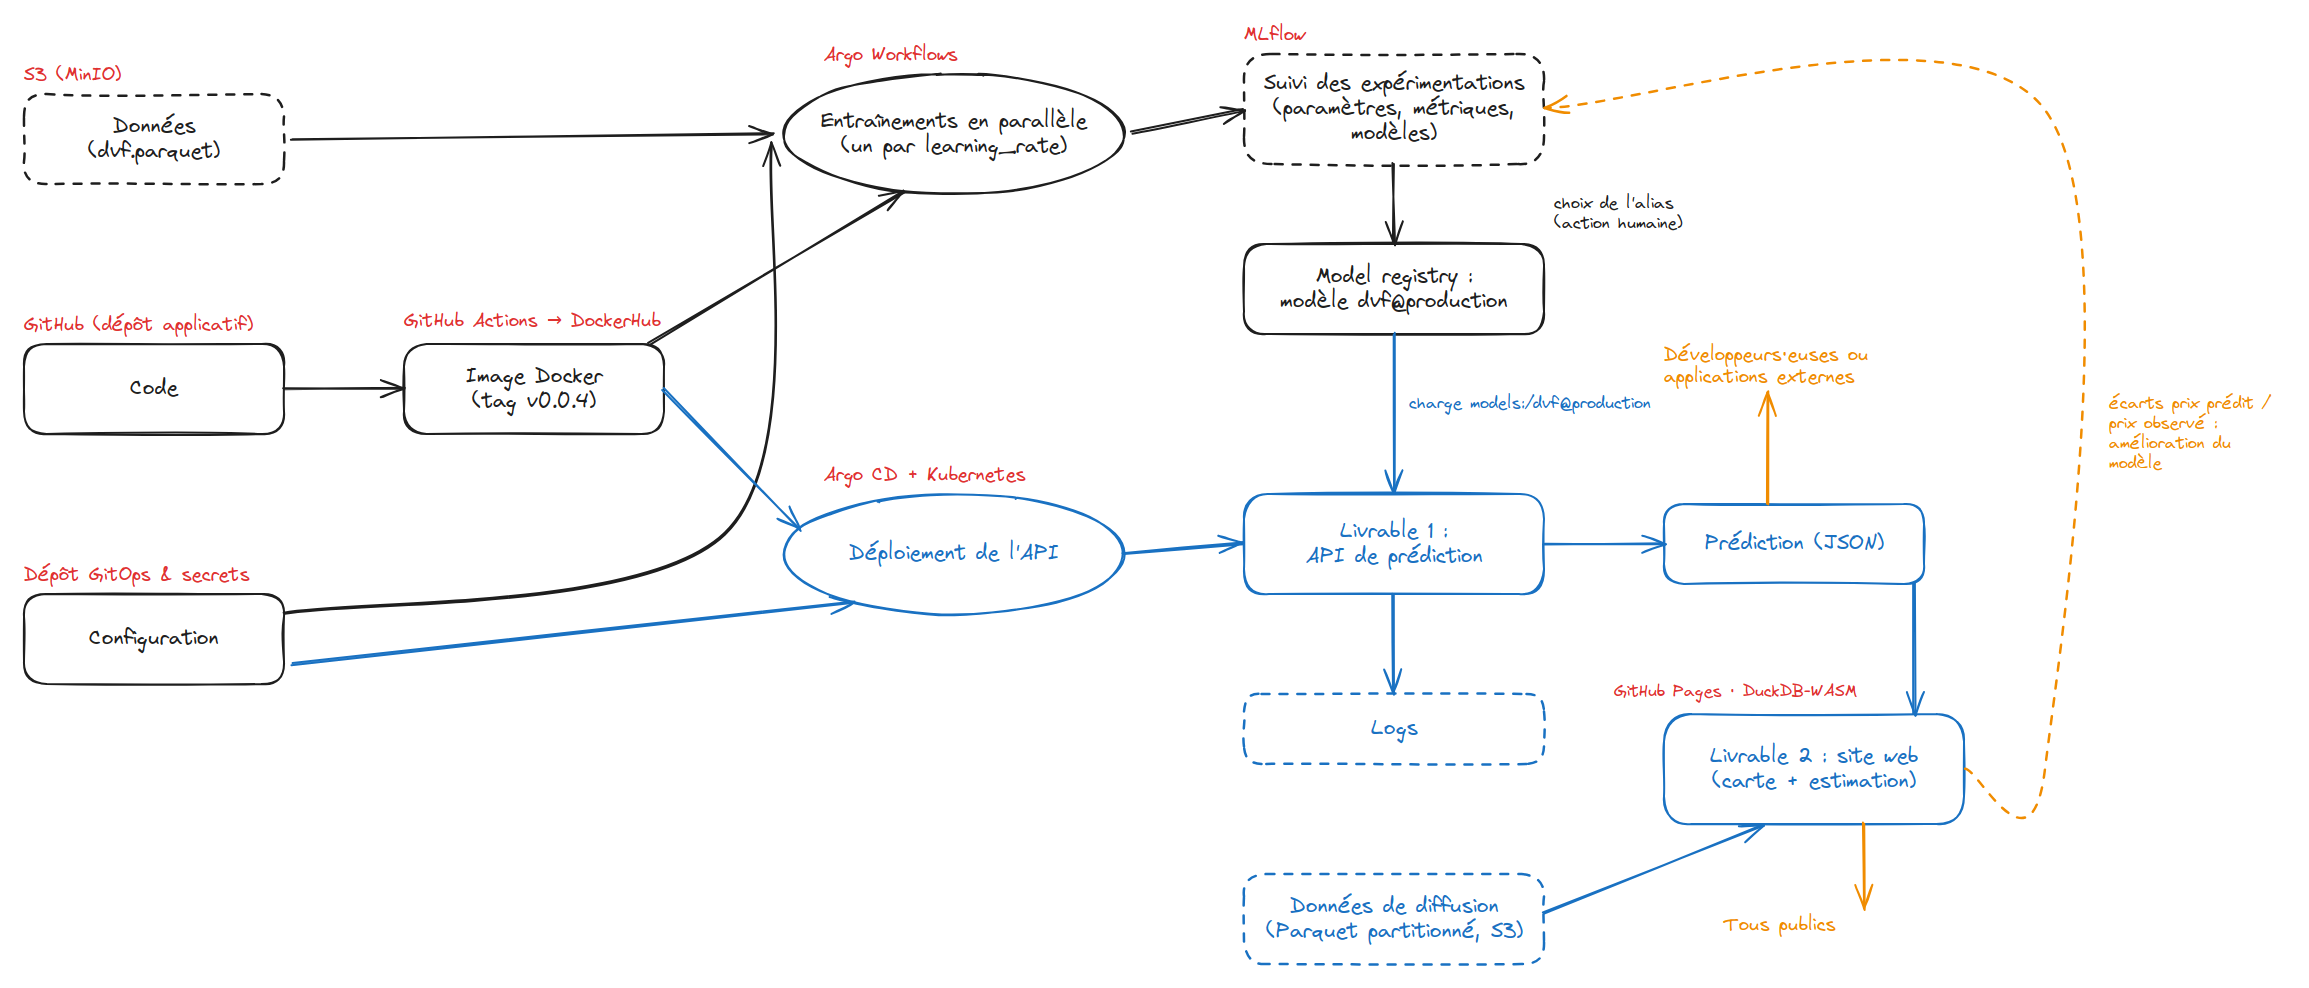 MLflow
Argo Workflows
S3 (MinIO)
Données
(dvf.parquet)
Entraînements en parallèle
(un par learning_rate)
Suivi des expérimentations
(paramètres, métriques,
modèles)
choix de l'alias
(action humaine)
Model registry :
modèle dvf@production
GitHub (dépôt applicatif)
Code
GitHub Actions → DockerHub
Image Docker
(tag v0.0.4)
charge models:/dvf@production
Développeurs·euses ou
applications externes
écarts prix prédit /
prix observé :
amélioration du
modèle
Argo CD + Kubernetes
Déploiement de l'API
Livrable 1 :
API de prédiction
Prédiction (JSON)
Dépôt GitOps & secrets
Configuration
Logs
GitHub Pages · DuckDB-WASM
Livrable 2 : site web
(carte + estimation)
Données de diffusion
(Parquet partitionné, S3)
Tous publics